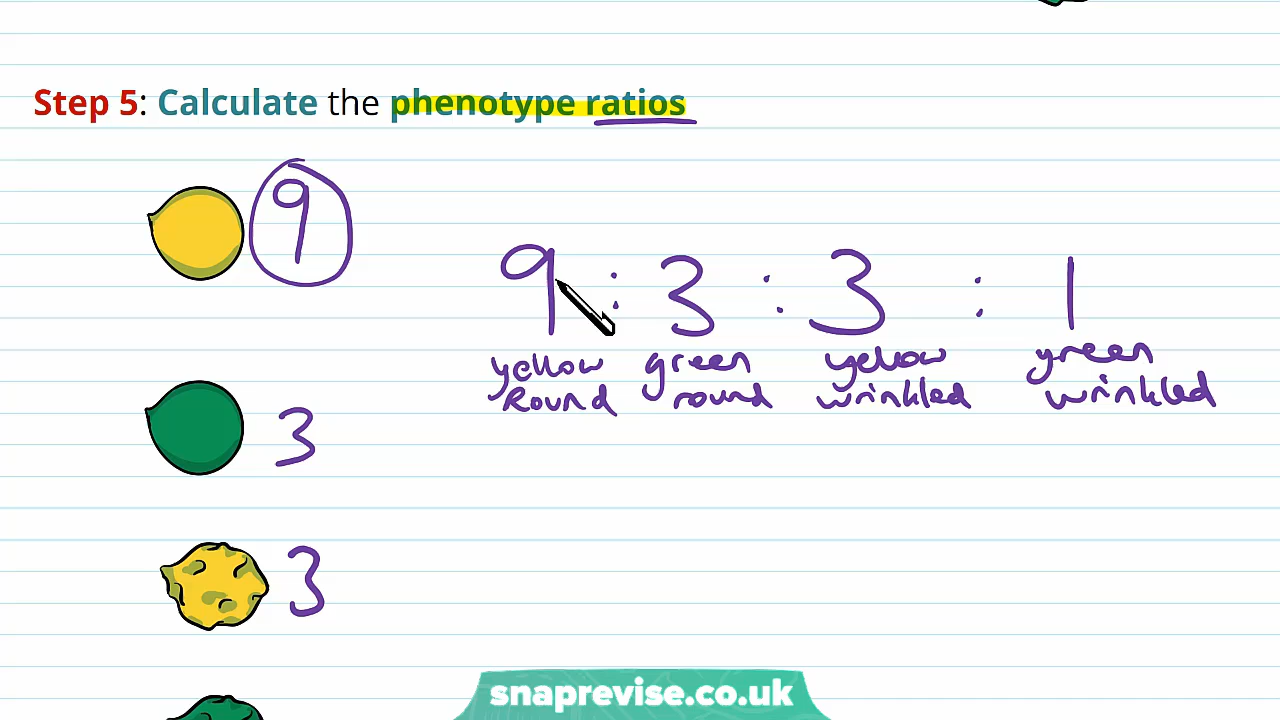 Step 5: Calculate the phenotype ratios
9
9 : 3 : 3 : 1
yellow green yellow green
Round round wrinkled wrinkled
3
3
snaprevise.co.uk